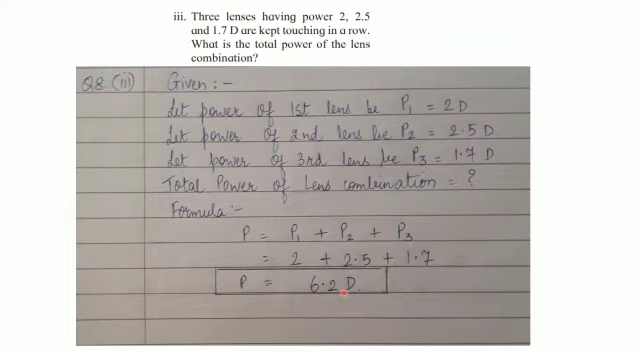 iii. Three lenses having power 2, 2.5
and 1.7 D are kept touching in a row.
What is the total power of the lens
combination?
Q8. (iii) Given :-
Let power of 1st lens be P₁ = 2D
Let power of 2nd lens be P₂ = 2.5 D
Let power of 3rd lens be P₃ = 1.7 D
Total Power of Lens combination = ?
Formula:-
P = P₁ + P₂ + P₃
= 2 + 2.5 + 1.7
P = 6.2 D.